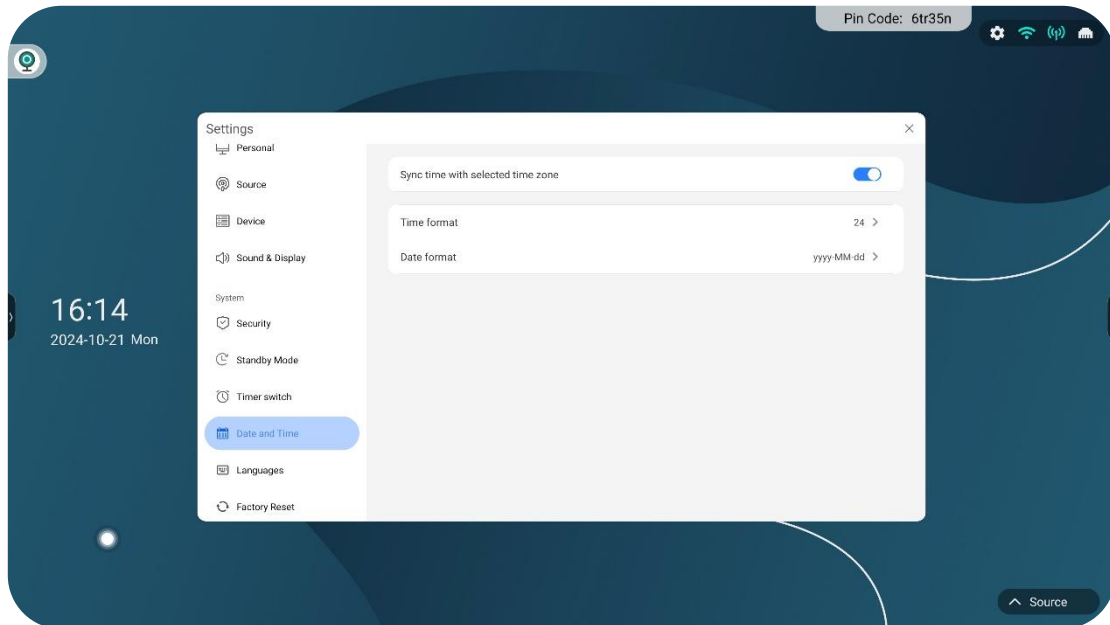 Pin Code: 6tr35n
Settings
Personal
Source
Device
Sound & Display
System
Security
Standby Mode
Timer switch
Date and Time
Languages
Factory Reset
Sync time with selected time zone
Time format 24
Date format yyyy-MM-dd
16:14
2024-10-21 Mon
Source